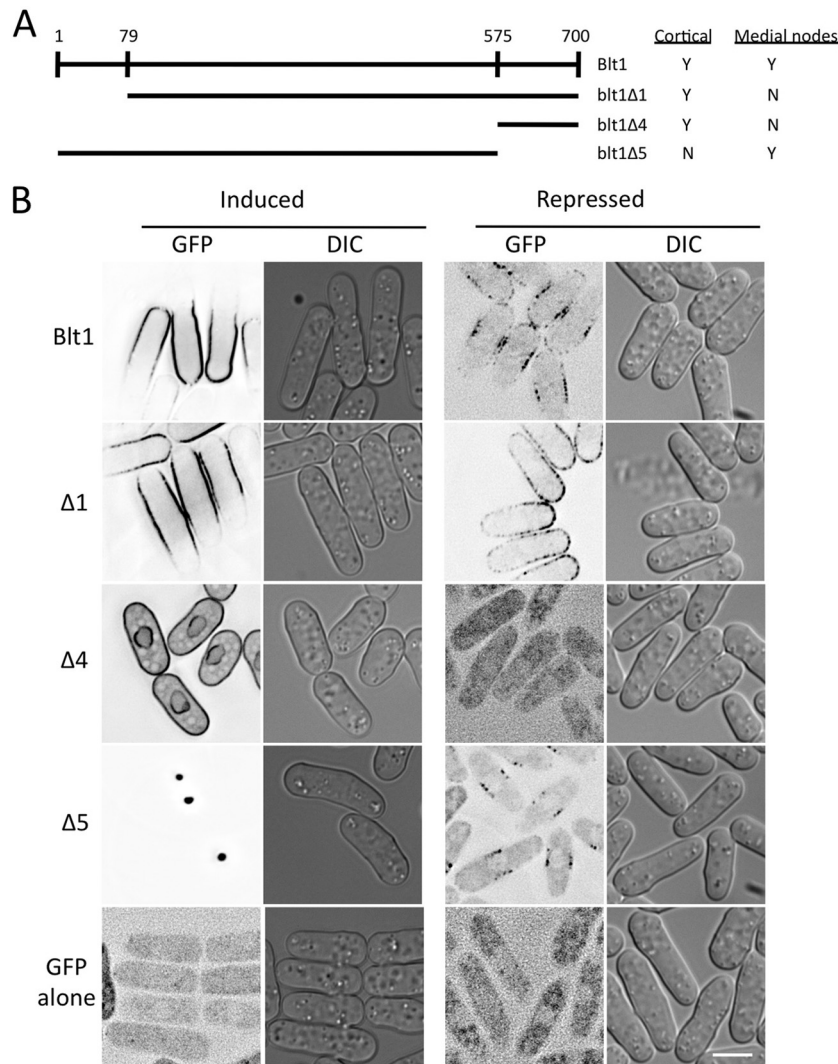 A
1 79 575 700 Cortical Medial nodes
Blt1 Y Y
blt1Δ1 Y N
blt1Δ4 Y N
blt1Δ5 N Y
B
Induced Repressed
GFP DIC GFP DIC
Blt1
Δ1
Δ4
Δ5
GFP
alone